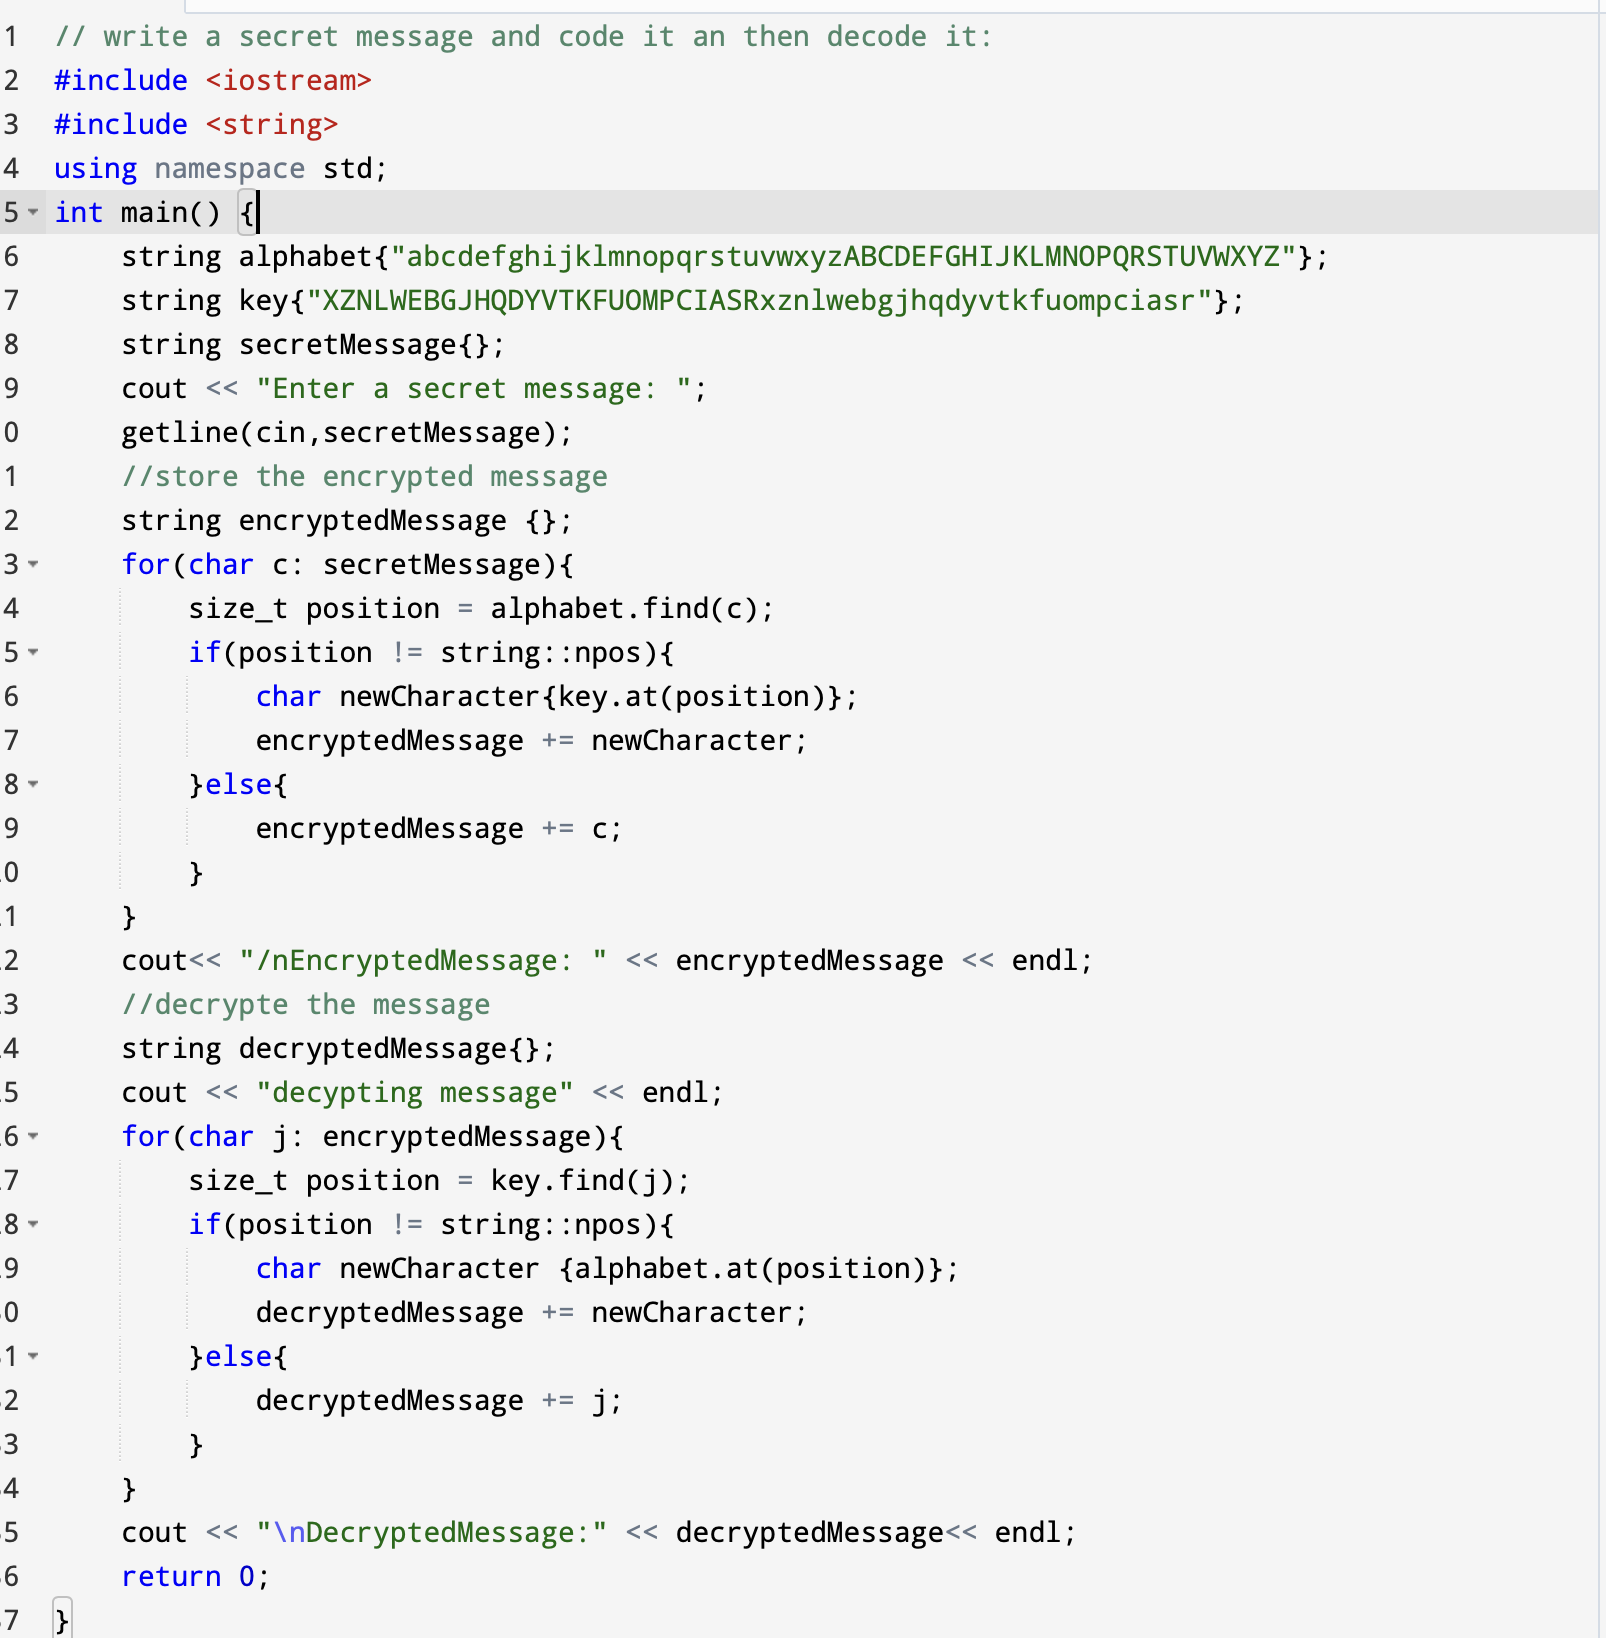 1 // write a secret message and code it an then decode it:
2 #include <iostream>
3 #include <string>
4 using namespace std;
5 int main() {
6 string alphabet{"abcdefghijklmnopqrstuvwxyzABCDEFGHIJKLMNOPQRSTUVWXYZ"};
7 string key{"XZNLWEBGJHQDYVTKFUOMPCIASRxznlwebgjhqdyvtkfuompciasr"};
8 string secretMessage{};
9 cout << "Enter a secret message: ";
0 getline(cin,secretMessage);
1 //store the encrypted message
2 string encryptedMessage {};
3 for(char c: secretMessage){
4 size_t position = alphabet.find(c);
5 if(position != string::npos){
6 char newCharacter{key.at(position)};
7 encryptedMessage += newCharacter;
8 }else{
9 encryptedMessage += c;
0 }
1 }
2 cout<< "/nEncryptedMessage: " << encryptedMessage << endl;
3 //decrypte the message
4 string decryptedMessage{};
5 cout << "decypting message" << endl;
6 for(char j: encryptedMessage){
7 size_t position = key.find(j);
8 if(position != string::npos){
9 char newCharacter {alphabet.at(position)};
0 decryptedMessage += newCharacter;
1 }else{
2 decryptedMessage += j;
3 }
4 }
5 cout << "\nDecryptedMessage:" << decryptedMessage<< endl;
6 return 0;
7 }